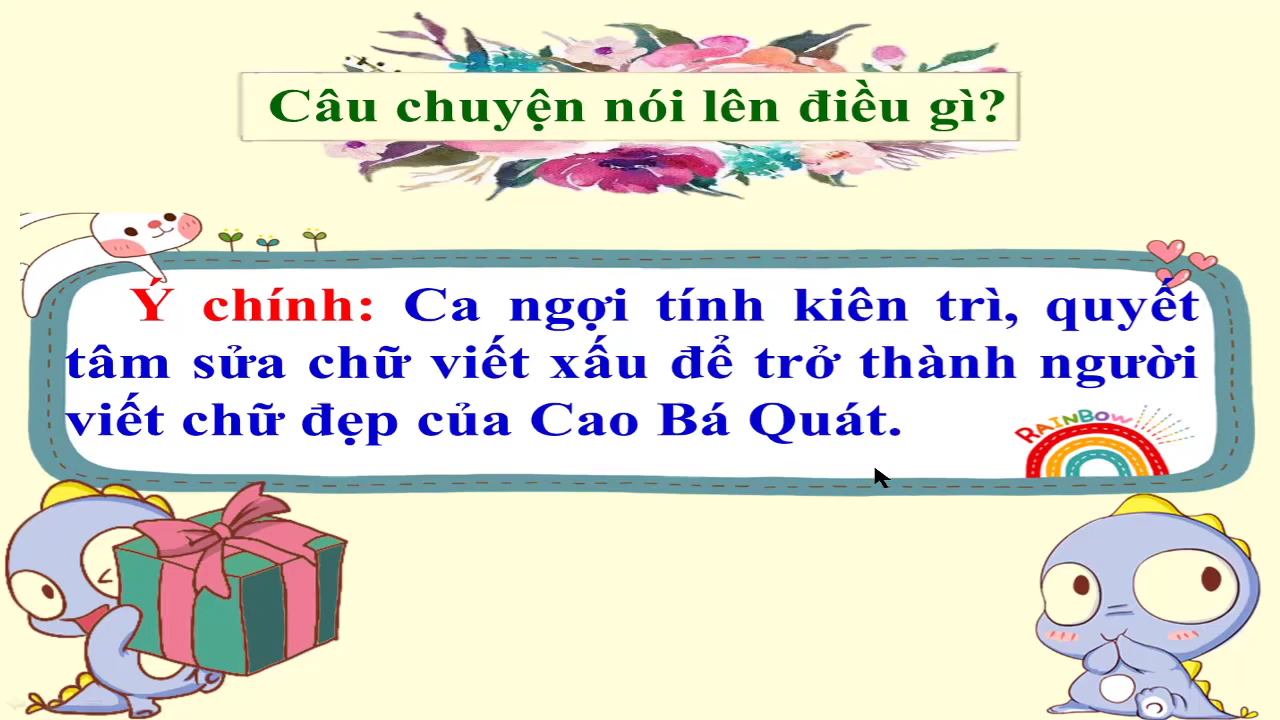 Câu chuyện nói lên điều gì?
Ý chính: Ca ngợi tính kiên trì, quyết
tâm sửa chữ viết xấu để trở thành người
viết chữ đẹp của Cao Bá Quát.
RAINBOW